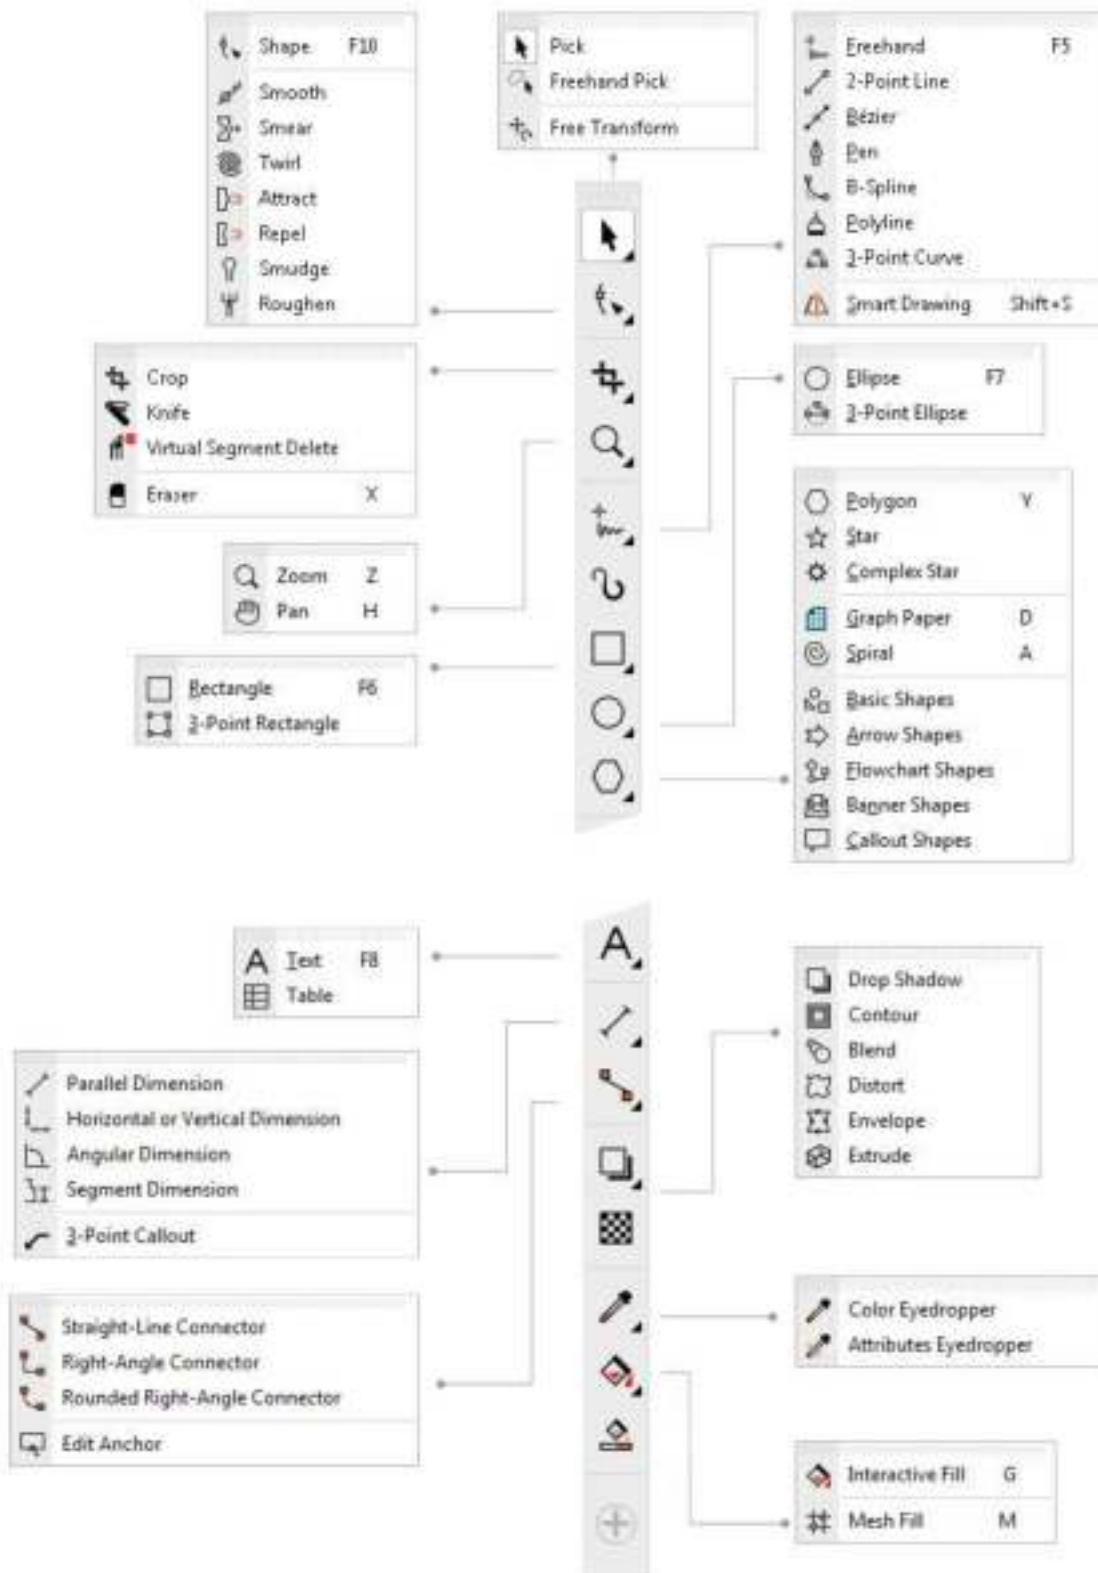 Shape F10
Smooth
Smear
Twirl
Attract
Repel
Smudge
Roughen
Pick
Freehand Pick
Free Transform
Freehand F5
2-Point Line
Bézier
Pen
B-Spline
Polyline
3-Point Curve
Smart Drawing Shift+S
Crop
Knife
Virtual Segment Delete
Eraser X
Ellipse F7
3-Point Ellipse
Zoom Z
Pan H
Rectangle F6
3-Point Rectangle
Polygon Y
Star
Complex Star
Graph Paper D
Spiral A
Basic Shapes
Arrow Shapes
Flowchart Shapes
Banner Shapes
Callout Shapes
Text F8
Table
Parallel Dimension
Horizontal or Vertical Dimension
Angular Dimension
Segment Dimension
3-Point Callout
Straight-Line Connector
Right-Angle Connector
Rounded Right-Angle Connector
Edit Anchor
Drop Shadow
Contour
Blend
Distort
Envelope
Extrude
Color Eyedropper
Attributes Eyedropper
Interactive Fill G
Mesh Fill M